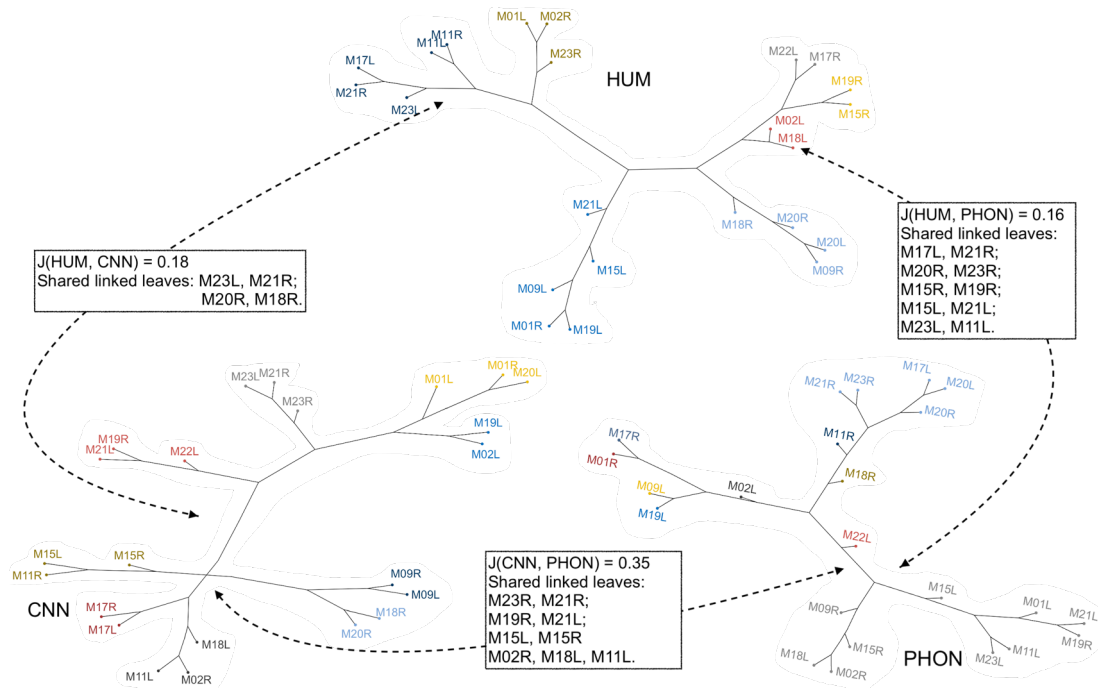 M01L
M02R
M11R
M11L
M23R
M17L
M21R
M23L
HUM
M22L
M17R
M19R
M15R
M02L
M18L
M21L
M18R
M20R
M20L
M09R
M15L
M09L
M01R
M19L
J(HUM, CNN) = 0.18
Shared linked leaves: M23L, M21R;
M20R, M18R.
J(HUM, PHON) = 0.16
Shared linked leaves:
M17L, M21R;
M20R, M23R;
M15R, M19R;
M15L, M21L;
M23L, M11L.
M23L
M21R
M23R
M01L
M01R
M20L
M19L
M02L
M19R
M21L
M22L
M15L
M11R
M15R
CNN
M17R
M17L
M09R
M09L
M18R
M20R
M18L
M11L
M02R
J(CNN, PHON) = 0.35
Shared linked leaves:
M23R, M21R;
M19R, M21L;
M15L, M15R
M02R, M18L, M11L.
M21R
M23R
M17L
M20L
M20R
M11R
M18R
M17R
M01R
M09L
M19L
M02L
M22L
M15L
M09R
M15R
M18L
M02R
M01L
M21L
M19R
M11L
M23L
PHON